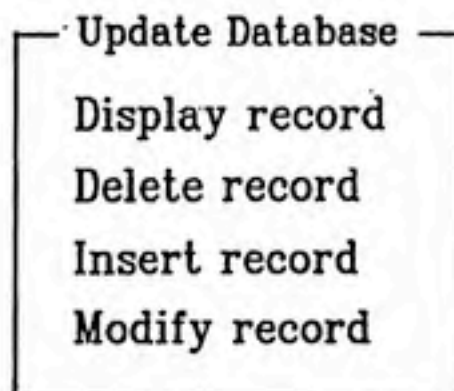 Update Database
Display record
Delete record
Insert record
Modify record